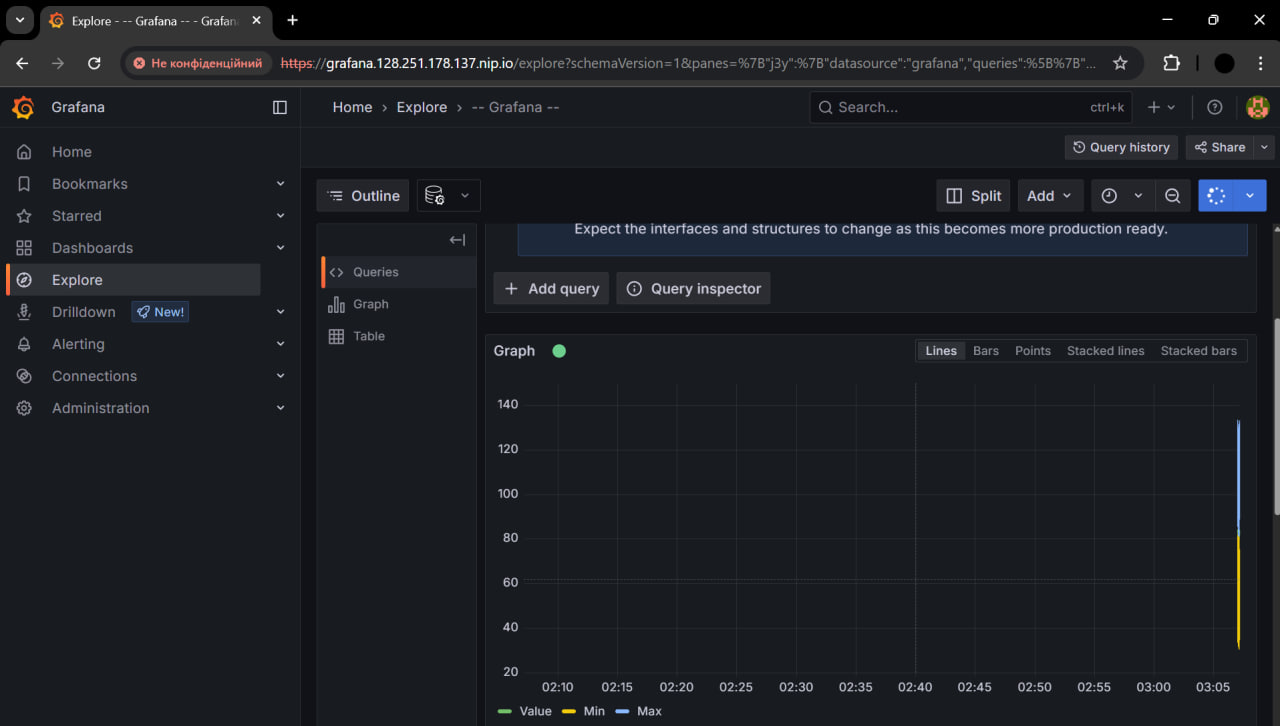 Explore - -- Grafana -- - Grafan
Не конфіденційний https://grafana.128.251.178.137.nip.io/explore?schemaVersion=1&panes=%7B"j3y":%7B"datasource":"grafana","queries":%5B%7B"...
Grafana
Home › Explore › -- Grafana --
Search... ctrl+k
Home
Bookmarks
Starred
Dashboards
Explore
Drilldown New!
Alerting
Connections
Administration
Query history Share
Outline
Split Add
Queries
Graph
Table
Expect the interfaces and structures to change as this becomes more production ready.
+ Add query Query inspector
Graph
Lines Bars Points Stacked lines Stacked bars
140
120
100
80
60
40
20
02:10 02:15 02:20 02:25 02:30 02:35 02:40 02:45 02:50 02:55 03:00 03:05
Value Min Max